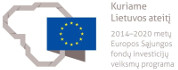 Kuriame
Lietuvos ateitį
2014–2020 metų
Europos Sąjungos
fondų investicijų
veiksmų programa